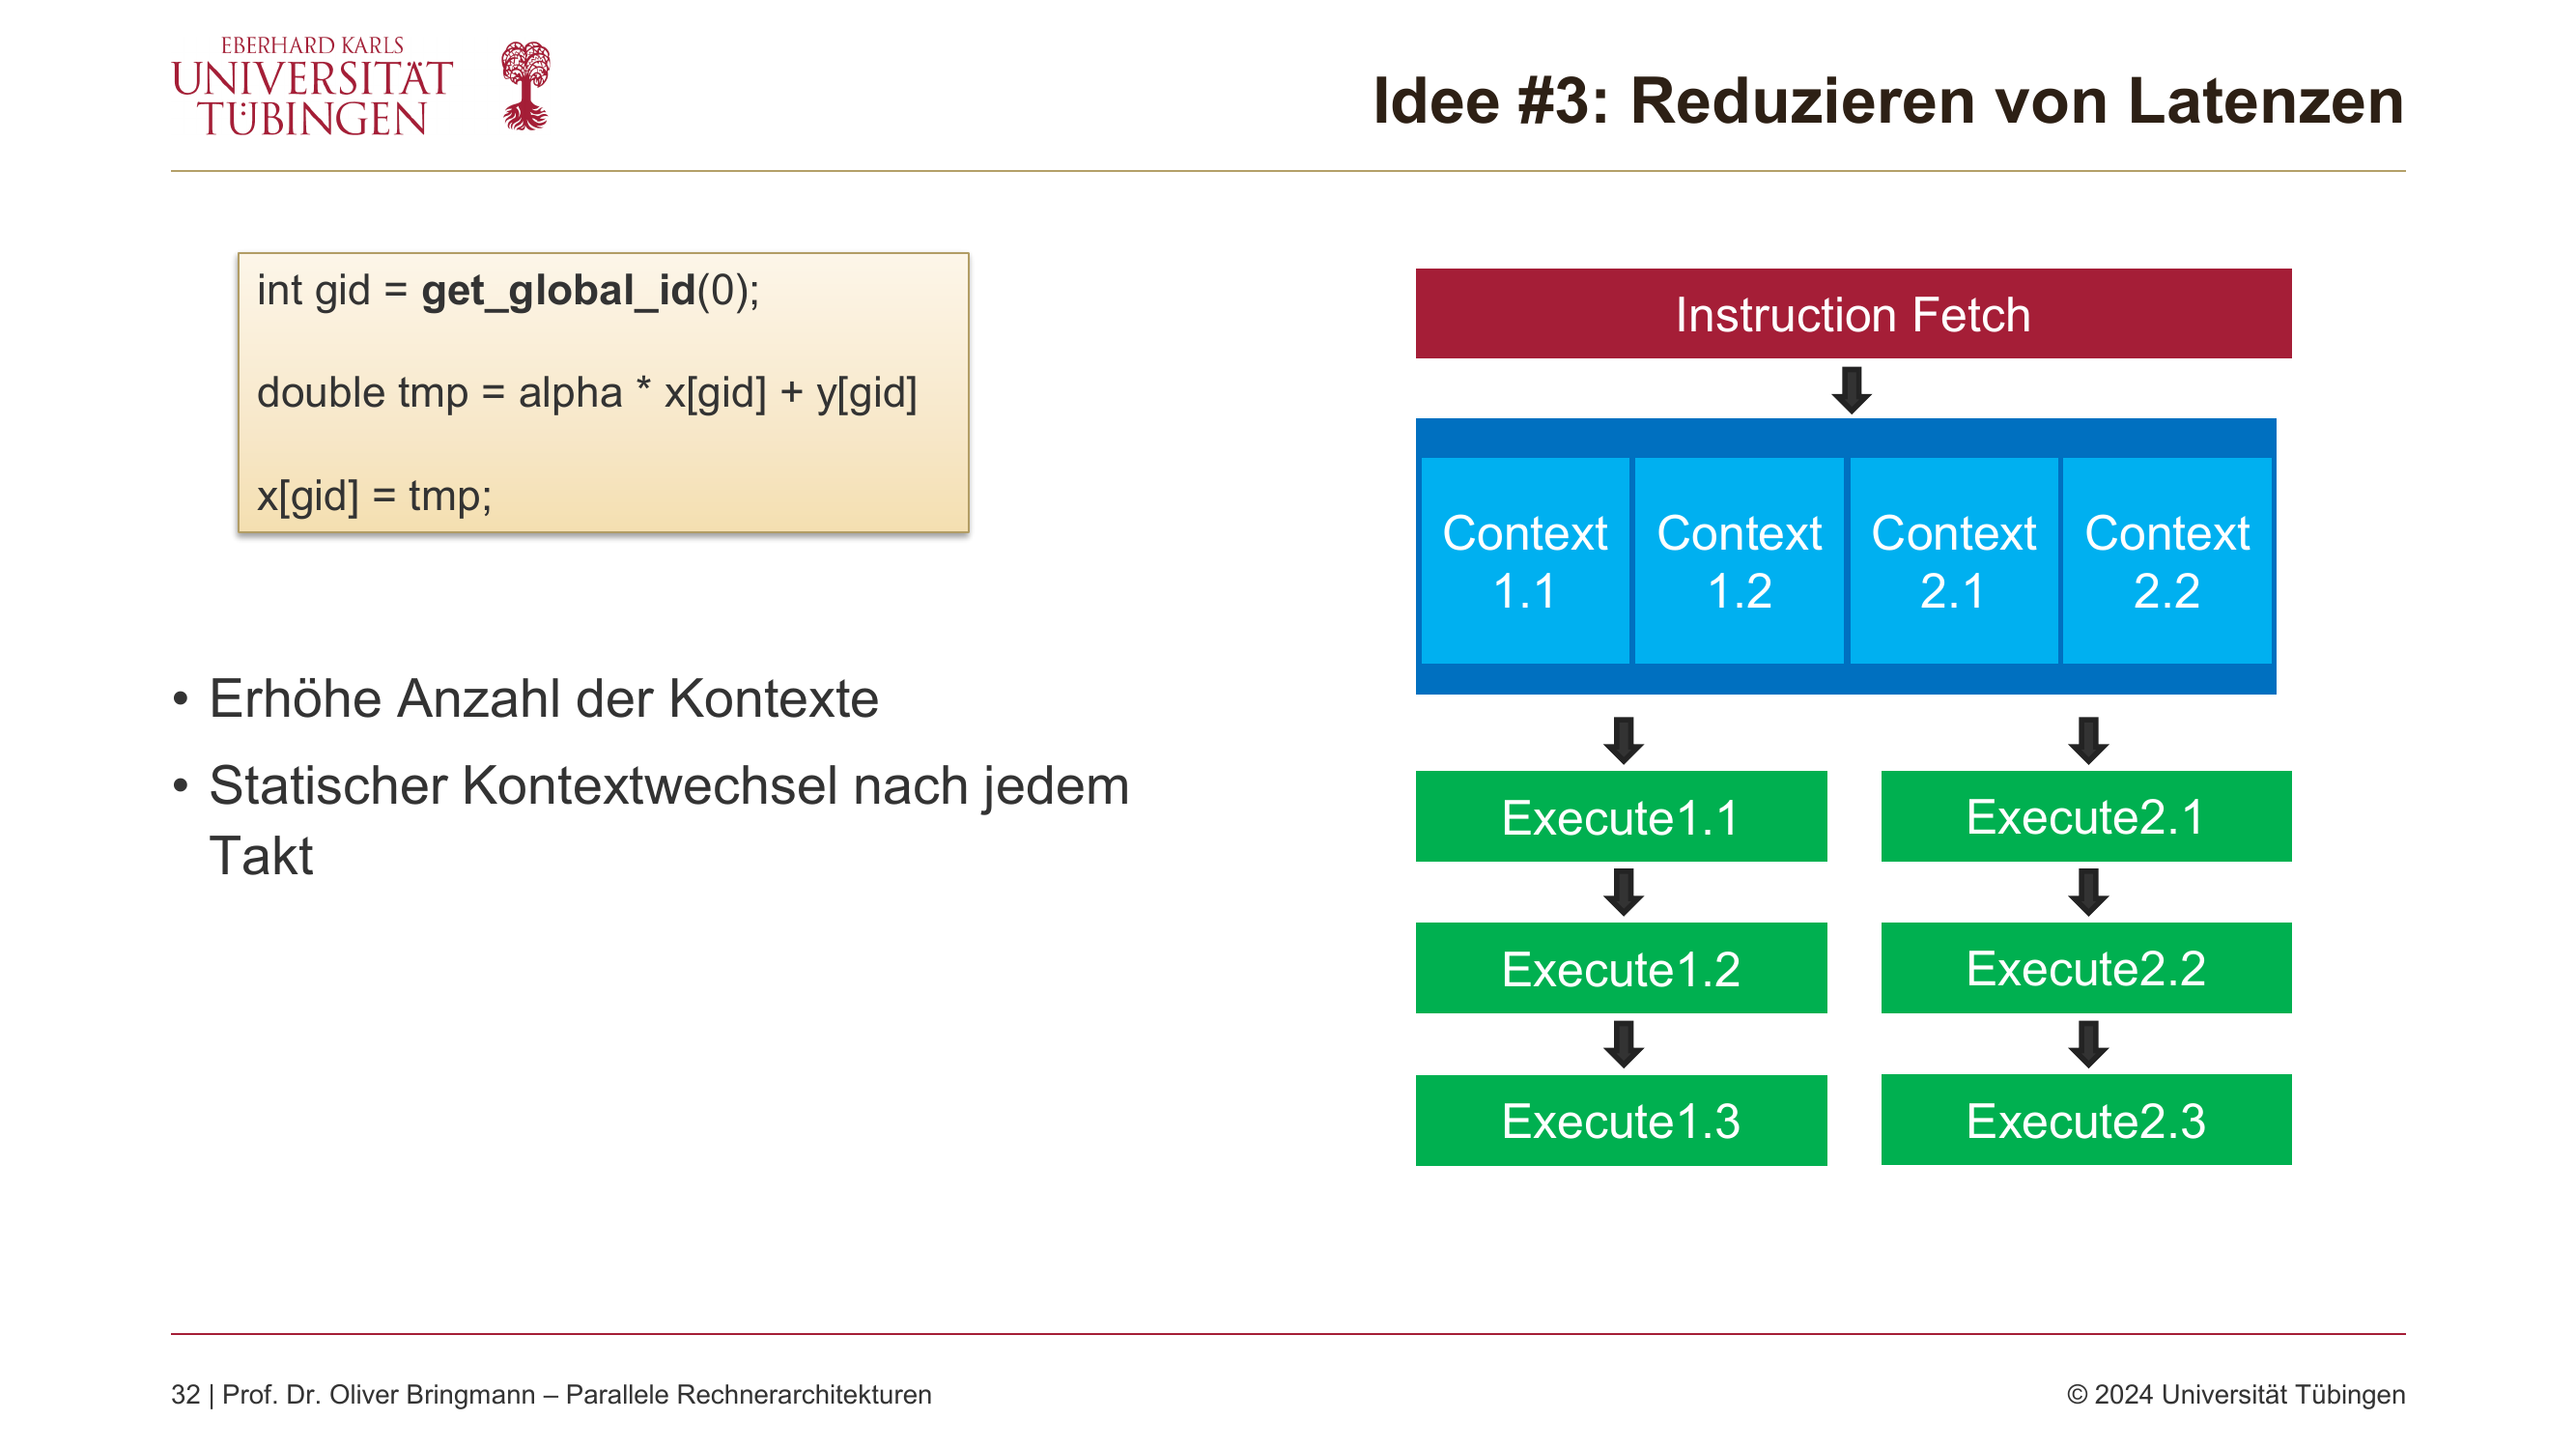 EBERHARD KARLS
UNIVERSITÄT
TÜBINGEN
Idee #3: Reduzieren von Latenzen
int gid = get_global_id(0);
double tmp = alpha * x[gid] + y[gid]
x[gid] = tmp;
• Erhöhe Anzahl der Kontexte
• Statischer Kontextwechsel nach jedem
Takt
Instruction Fetch
Context
1.1
Context
1.2
Context
2.1
Context
2.2
Execute1.1
Execute2.1
Execute1.2
Execute2.2
Execute1.3
Execute2.3
32 | Prof. Dr. Oliver Bringmann – Parallele Rechnerarchitekturen
© 2024 Universität Tübingen